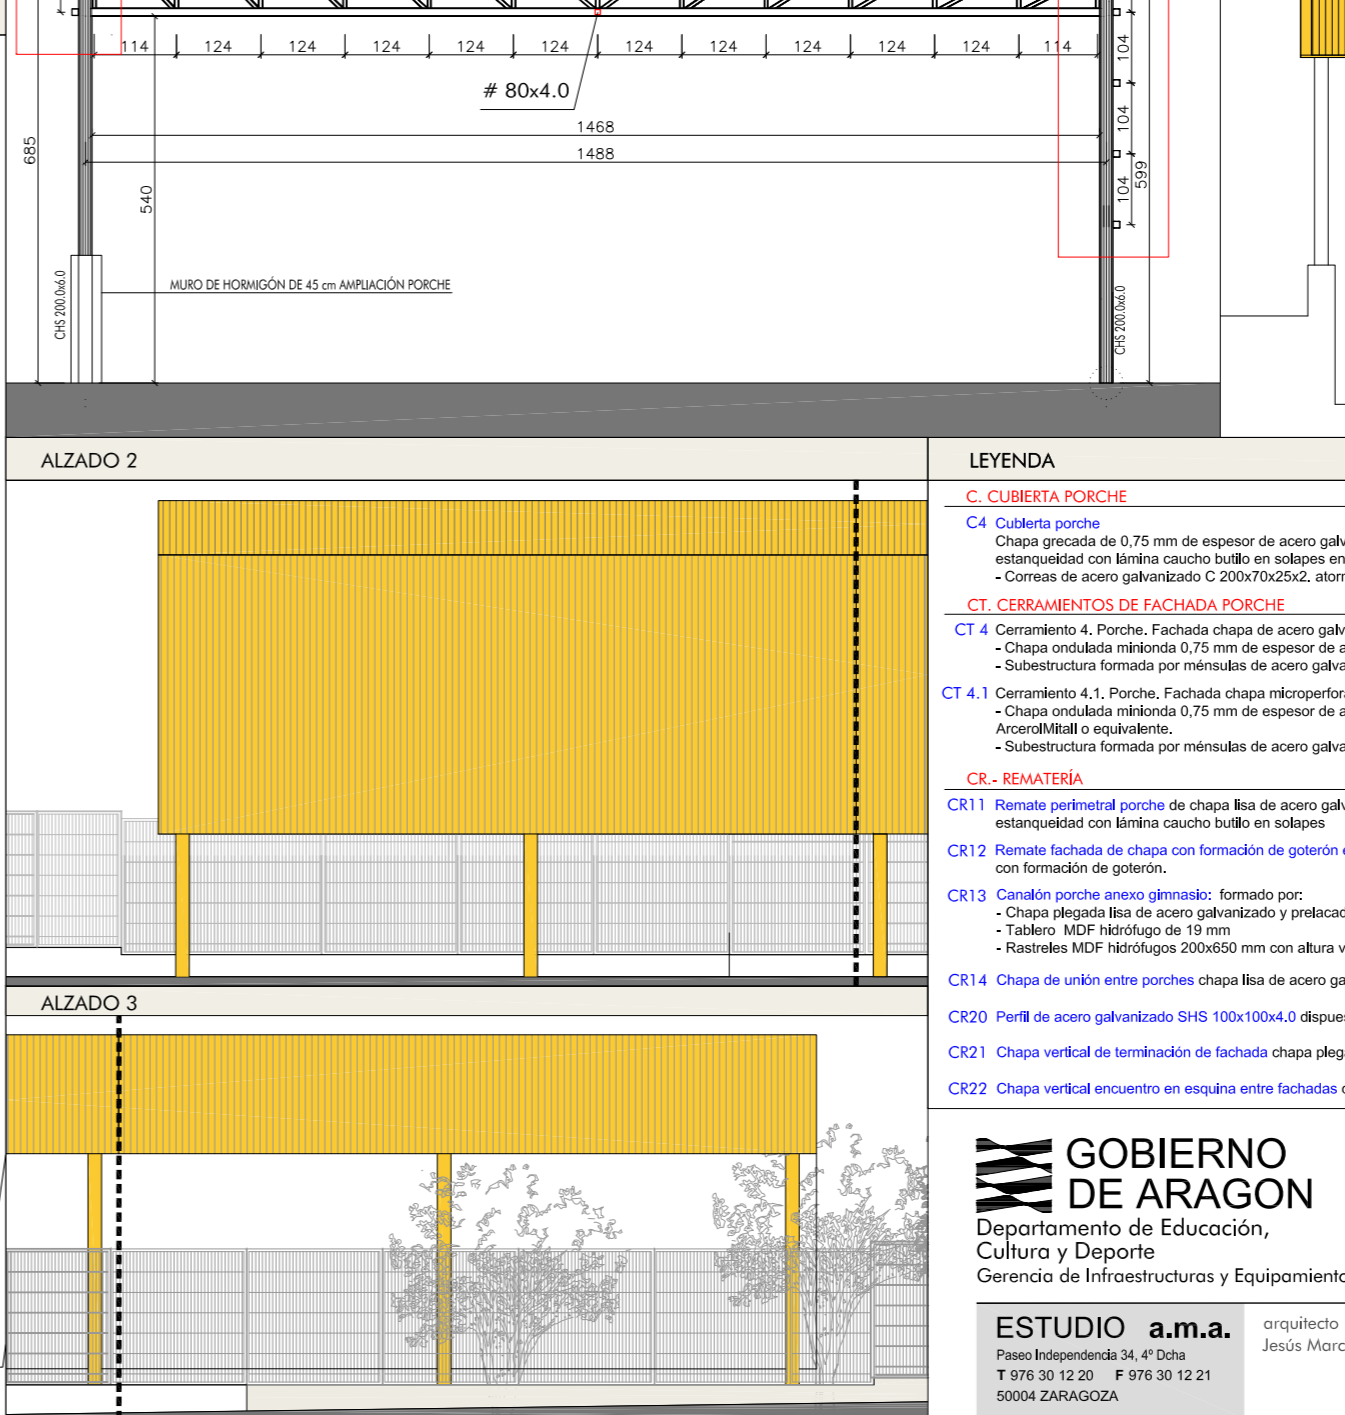 114 124 124 124 124 124 124 124 124 124 124 114
# 80x4.0
1468
1488
685
540
104
104
104
599
CHS 200.0x6.0
MURO DE HORMIGÓN DE 45 cm AMPLIACIÓN PORCHE
CHS 200.0x6.0
ALZADO 2
ALZADO 3
LEYENDA
C. CUBIERTA PORCHE
C4 Cubierta porche
Chapa grecada de 0,75 mm de espesor de acero galv
estanqueidad con lámina caucho butilo en solapes en
- Correas de acero galvanizado C 200x70x25x2. atorn
CT. CERRAMIENTOS DE FACHADA PORCHE
CT 4 Cerramiento 4. Porche. Fachada chapa de acero galv
- Chapa ondulada minionda 0,75 mm de espesor de a
- Subestructura formada por ménsulas de acero galva
CT 4.1 Cerramiento 4.1. Porche. Fachada chapa microperfora
- Chapa ondulada minionda 0,75 mm de espesor de a
ArcerolMitall o equivalente.
- Subestructura formada por ménsulas de acero galva
CR.- REMATERÍA
CR11 Remate perimetral porche de chapa lisa de acero galv
estanqueidad con lámina caucho butilo en solapes
CR12 Remate fachada de chapa con formación de goterón e
con formación de goterón.
CR13 Canalón porche anexo gimnasio: formado por:
- Chapa plegada lisa de acero galvanizado y prelacad
- Tablero MDF hidrófugo de 19 mm
- Rastreles MDF hidrófugos 200x650 mm con altura v
CR14 Chapa de unión entre porches chapa lisa de acero ga
CR20 Perfil de acero galvanizado SHS 100x100x4.0 dispues
CR21 Chapa vertical de terminación de fachada chapa plega
CR22 Chapa vertical encuentro en esquina entre fachadas c
GOBIERNO
DE ARAGON
Departamento de Educación,
Cultura y Deporte
Gerencia de Infraestructuras y Equipamiento
ESTUDIO a.m.a.
Paseo Independencia 34, 4º Dcha
T 976 30 12 20 F 976 30 12 21
50004 ZARAGOZA
arquitecto
Jesús Marc